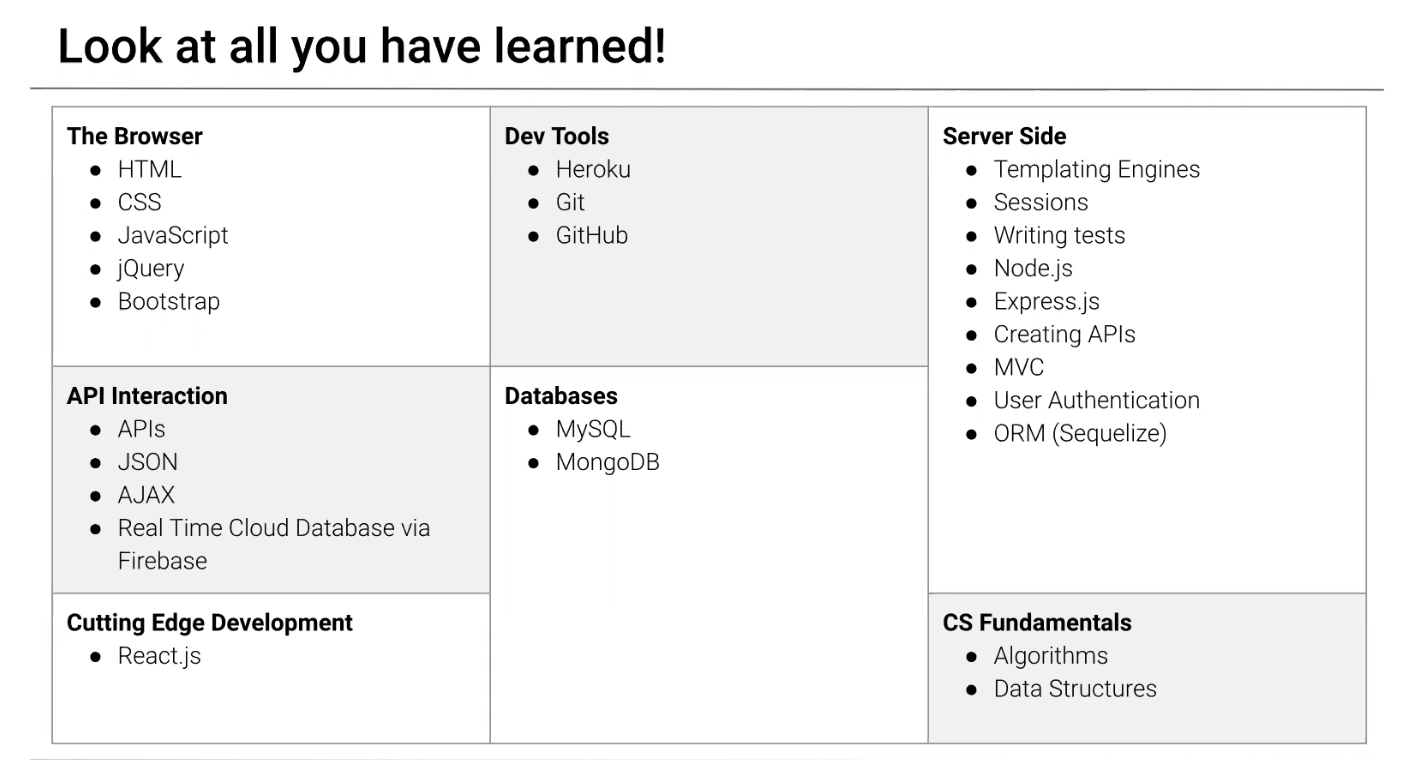 Look at all you have learned!
The Browser
● HTML
● CSS
● JavaScript
● jQuery
● Bootstrap
Dev Tools
● Heroku
● Git
● GitHub
Server Side
● Templating Engines
● Sessions
● Writing tests
● Node.js
● Express.js
● Creating APIs
● MVC
● User Authentication
● ORM (Sequelize)
API Interaction
● APIs
● JSON
● AJAX
● Real Time Cloud Database via
Firebase
Databases
● MySQL
● MongoDB
Cutting Edge Development
● React.js
CS Fundamentals
● Algorithms
● Data Structures